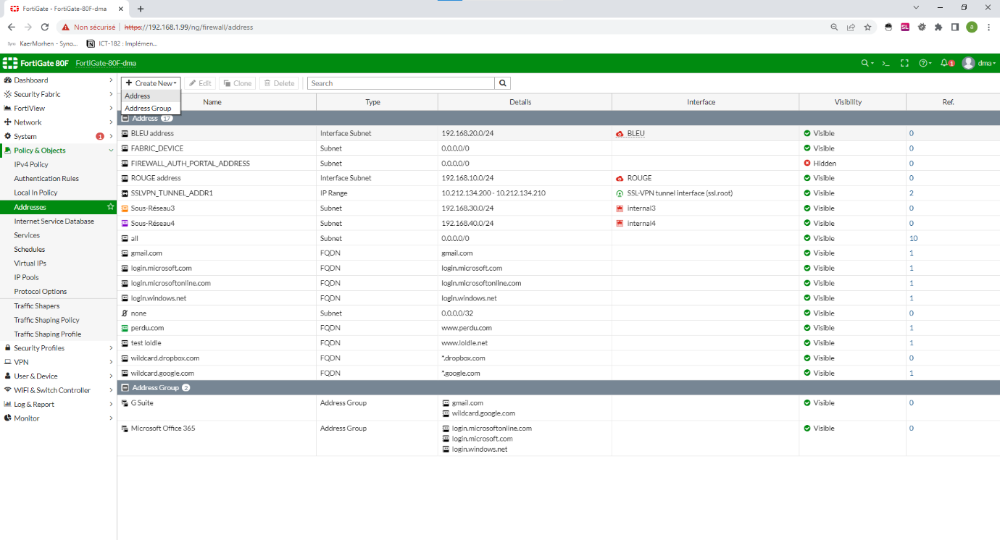 FortiGate - FortiGate-80F-dma
Non sécurisé https://192.168.1.99/ng/firewall/address
SL
a
Syno KaerMorhen - Syno... ICT-182 : Implémen...
FortiGate 80F FortiGate-80F-dma 1 dma
Dashboard
Security Fabric
FortiView
Network
System 1
Policy & Objects
IPv4 Policy
Authentication Rules
Local In Policy
Addresses
Internet Service Database
Services
Schedules
Virtual IPs
IP Pools
Protocol Options
Traffic Shapers
Traffic Shaping Policy
Traffic Shaping Profile
Security Profiles
VPN
User & Device
WiFi & Switch Controller
Log & Report
Monitor
Create New Edit Clone Delete Search
Address
Address Group
Name Type Details Interface Visibility Ref.
Address 17
BLEU address Interface Subnet 192.168.20.0/24 BLEU Visible 0
FABRIC_DEVICE Subnet 0.0.0.0/0 Visible 0
FIREWALL_AUTH_PORTAL_ADDRESS Subnet 0.0.0.0/0 Hidden 0
ROUGE address Interface Subnet 192.168.10.0/24 ROUGE Visible 0
SSLVPN_TUNNEL_ADDR1 IP Range 10.212.134.200 - 10.212.134.210 SSL-VPN tunnel interface (ssl.root) Visible 2
Sous-Réseau3 Subnet 192.168.30.0/24 internal3 Visible 0
Sous-Réseau4 Subnet 192.168.40.0/24 internal4 Visible 0
all Subnet 0.0.0.0/0 Visible 10
gmail.com FQDN gmail.com Visible 1
login.microsoft.com FQDN login.microsoft.com Visible 1
login.microsoftonline.com FQDN login.microsoftonline.com Visible 1
login.windows.net FQDN login.windows.net Visible 1
none Subnet 0.0.0.0/32 Visible 0
perdu.com FQDN www.perdu.com Visible 1
test loldle FQDN www.loldle.net Visible 1
wildcard.dropbox.com FQDN *.dropbox.com Visible 0
wildcard.google.com FQDN *.google.com Visible 1
Address Group 2
G Suite Address Group gmail.com Visible 0
wildcard.google.com
Microsoft Office 365 Address Group login.microsoftonline.com Visible 0
login.microsoft.com
login.windows.net